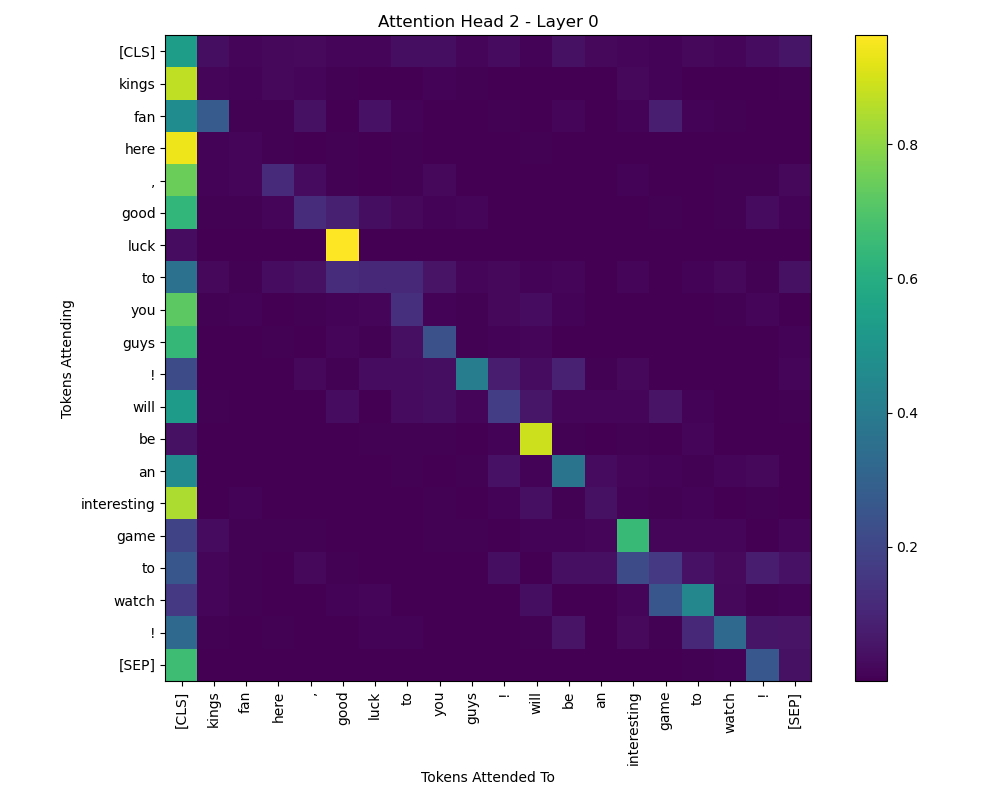 Attention Head 2 - Layer 0
[CLS]
kings
fan
here
,
good
luck
to
you
guys
!
will
be
an
interesting
game
to
watch
!
[SEP]
Tokens Attending
[CLS]
kings
fan
here
,
good
luck
to
you
guys
!
will
be
an
interesting
game
to
watch
!
[SEP]
Tokens Attended To
0.8
0.6
0.4
0.2